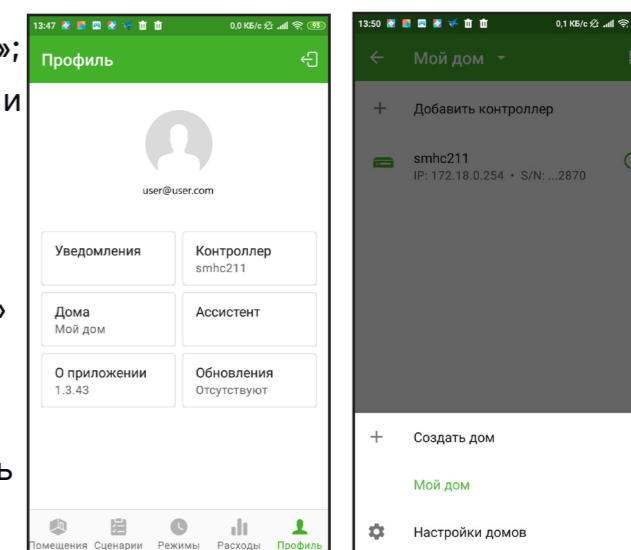 »;
и
»
ь
13:47 0,0 КБ/с 95
Профиль
user@user.com
Уведомления
Контроллер
smhc211
Дома
Мой дом
Ассистент
О приложении
1.3.43
Обновления
Отсутствуют
Помещения Сценарии Режимы Расходы Профиль
13:50 0,1 КБ/с
Мой дом
Добавить контроллер
smhc211
IP: 172.18.0.254 • S/N: ...2870
Создать дом
Мой дом
Настройки домов